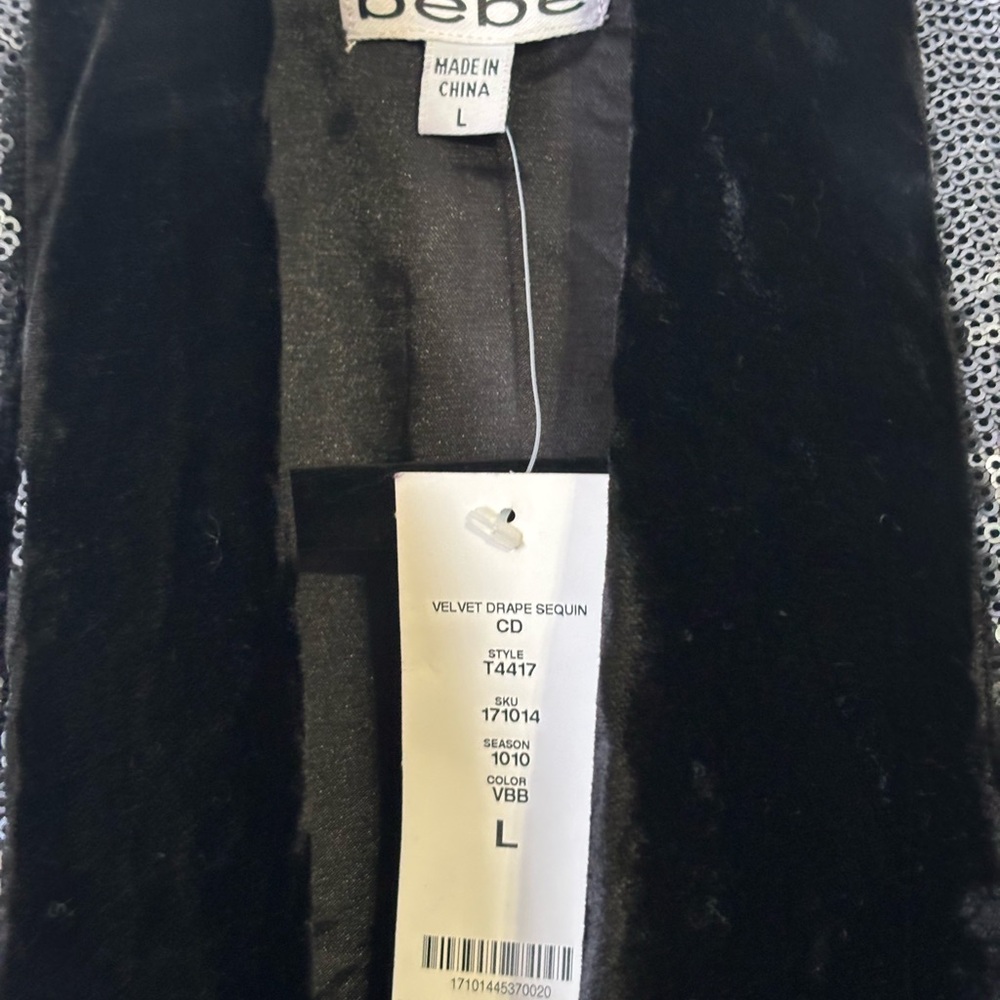 bebe
MADE IN
CHINA
L
VELVET DRAPE SEQUIN
CD
STYLE
T4417
SKU
171014
SEASON
1010
COLOR
VBB
L
17101445370020